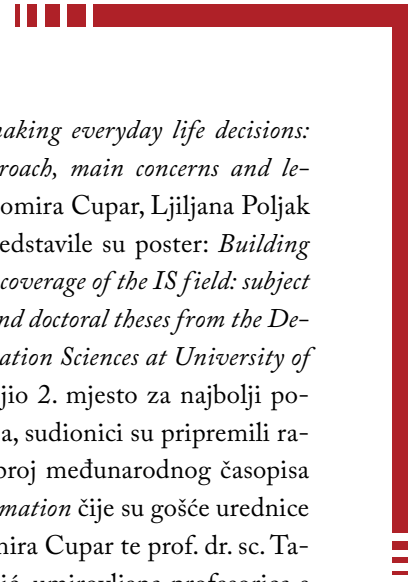 making everyday life decisions:
roach, main concerns and le-
omira Cupar, Ljiljana Poljak
edstavile su poster: Building
coverage of the IS field: subject
nd doctoral theses from the De-
ation Sciences at University of
jio 2. mjesto za najbolji po-
a, sudionici su pripremili ra-
broj međunarodnog časopisa
mation čije su gošće urednice
mira Cupar te prof. dr. sc. Ta-